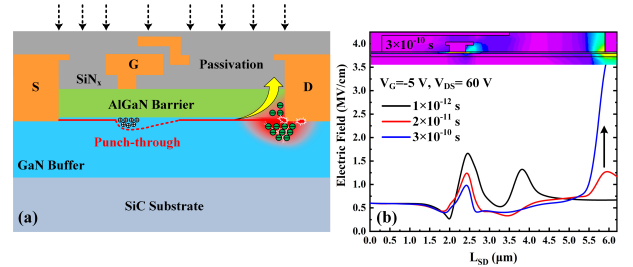 S
G
D
SiNₓ
Passivation
AlGaN Barrier
Punch-through
GaN Buffer
SiC Substrate
(a)
(b)
3×10⁻¹⁰ s
V_G=-5 V, V_DS= 60 V
1×10⁻¹² s
2×10⁻¹¹ s
3×10⁻¹⁰ s
Electric Field (MV/cm)
4.0
3.5
3.0
2.5
2.0
1.5
1.0
0.5
0.0
0.0 0.5 1.0 1.5 2.0 2.5 3.0 3.5 4.0 4.5 5.0 5.5 6.0
L_SD (μm)